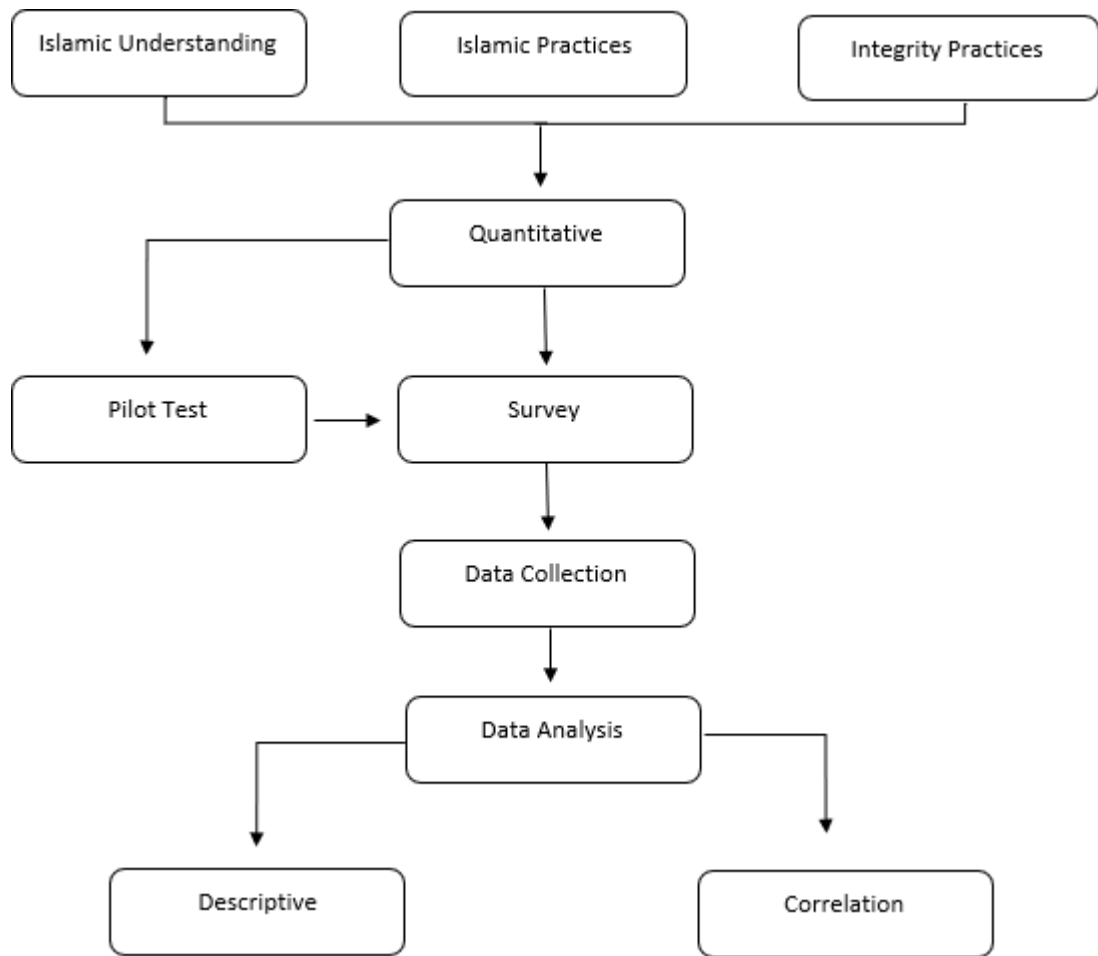 Islamic Understanding
Islamic Practices
Integrity Practices
Quantitative
Pilot Test
Survey
Data Collection
Data Analysis
Descriptive
Correlation